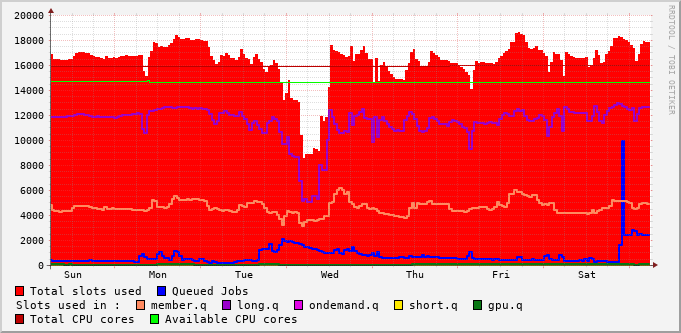 20000
18000
16000
14000
12000
10000
8000
6000
4000
2000
0
Sun Mon Tue Wed Thu Fri Sat
RRDTOOL / TOBI OETIKER
Total slots used Queued Jobs
Slots used in : member.q long.q ondemand.q short.q gpu.q
Total CPU cores Available CPU cores